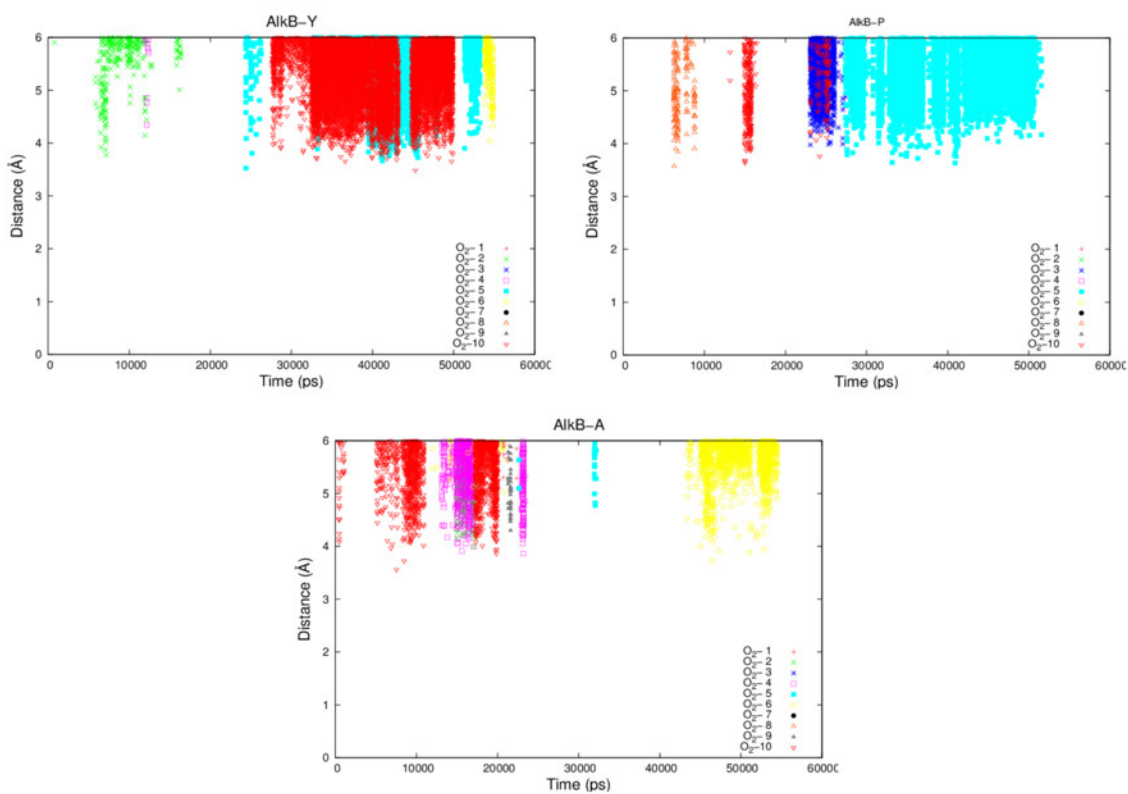 AlkB-Y
Distance (Å)
6
5
4
3
2
1
0
O2-1
O2-2
O2-3
O2-4
O2-5
O2-6
O2-7
O2-8
O2-9
O2-10
0 10000 20000 30000 40000 50000 60000
Time (ps)
AlkB-P
Distance (Å)
6
5
4
3
2
1
0
O2-1
O2-2
O2-3
O2-4
O2-5
O2-6
O2-7
O2-8
O2-9
O2-10
0 10000 20000 30000 40000 50000 60000
Time (ps)
AlkB-A
Distance (Å)
6
5
4
3
2
1
0
O2-1
O2-2
O2-3
O2-4
O2-5
O2-6
O2-7
O2-8
O2-9
O2-10
0 10000 20000 30000 40000 50000 60000
Time (ps)